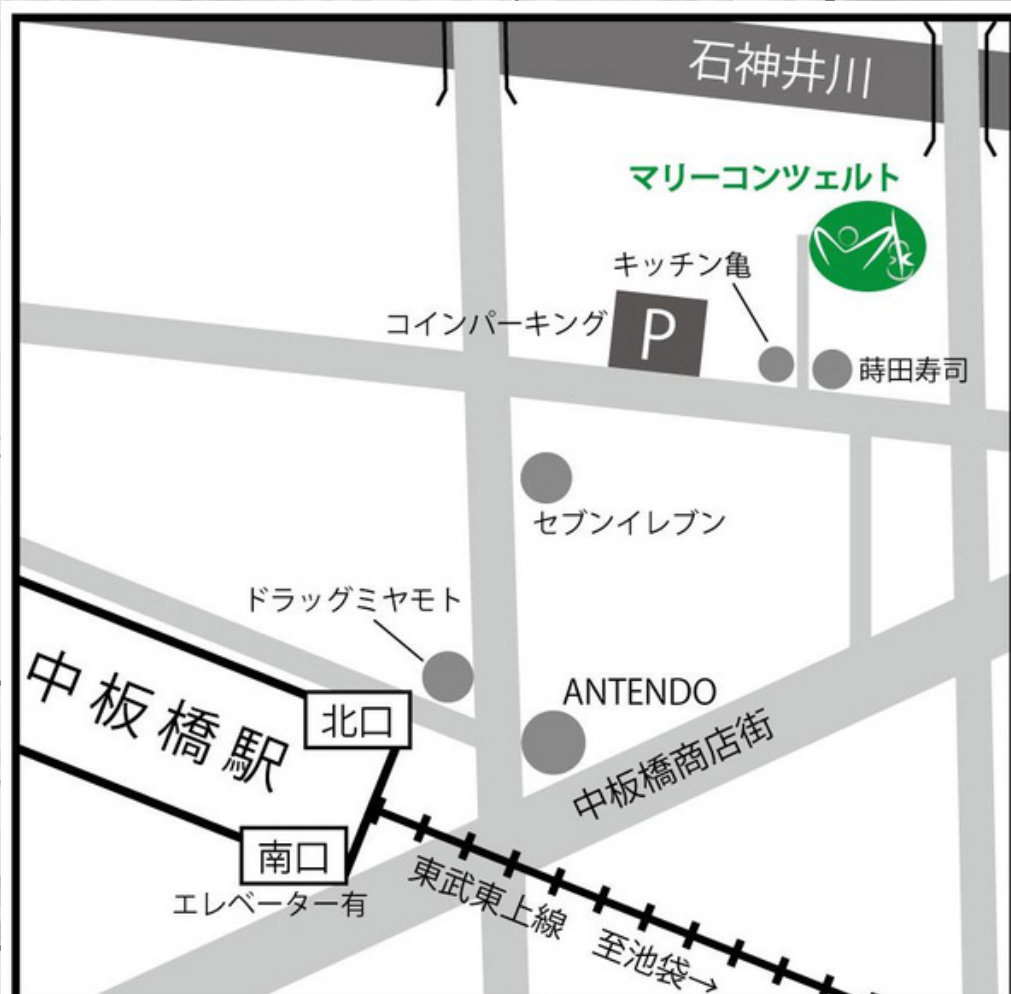 石神井川
マリーコンツェルト
キッチン亀
コインパーキング
P
蒔田寿司
セブンイレブン
ドラッグミヤモト
ANTENDO
中板橋駅
北口
中板橋商店街
南口
エレベーター有
東武東上線 至池袋→